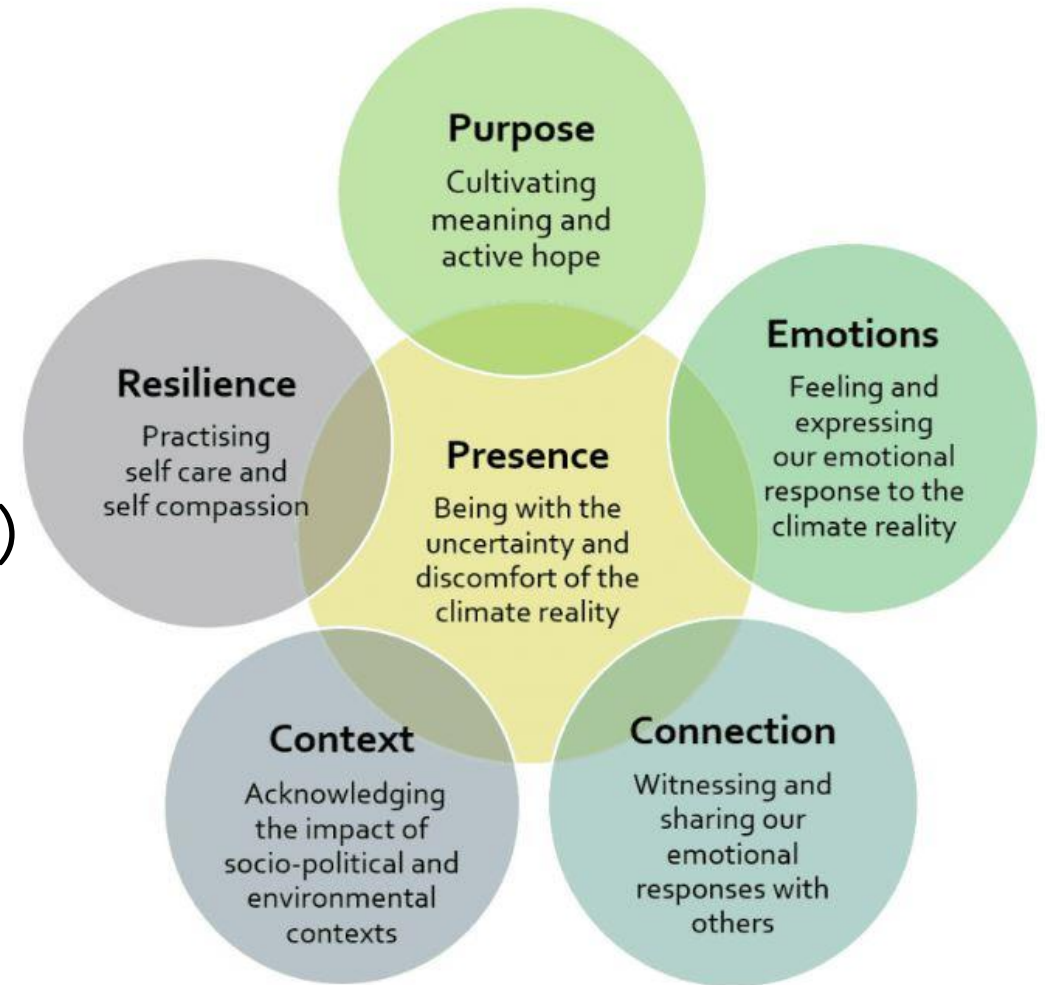 Purpose
Cultivating
meaning and
active hope
Emotions
Feeling and
expressing
our emotional
response to the
climate reality
Resilience
Practising
self care and
self compassion
Presence
Being with the
uncertainty and
discomfort of the
climate reality
)
Context
Acknowledging
the impact of
socio-political and
environmental
contexts
Connection
Witnessing and
sharing our
emotional
responses with
others